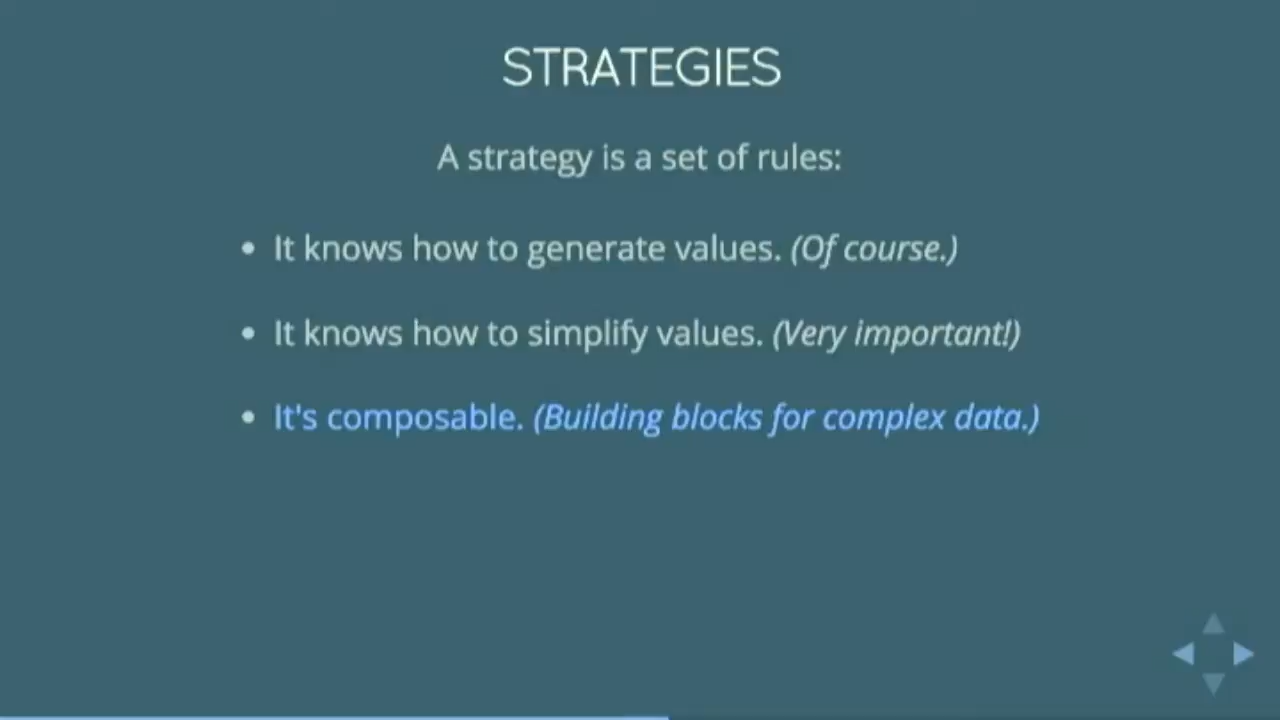 STRATEGIES
A strategy is a set of rules:
• It knows how to generate values. (Of course.)
• It knows how to simplify values. (Very important!)
• It's composable. (Building blocks for complex data.)